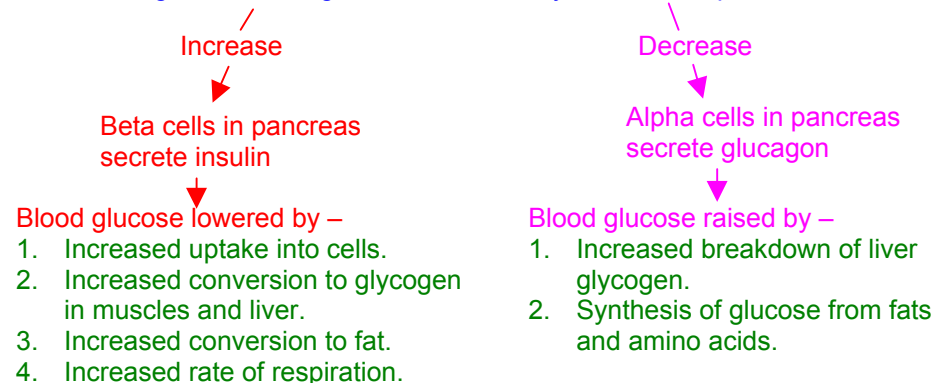 Increase
Decrease
Beta cells in pancreas
secrete insulin
Alpha cells in pancreas
secrete glucagon
Blood glucose lowered by –
1. Increased uptake into cells.
2. Increased conversion to glycogen
in muscles and liver.
3. Increased conversion to fat.
4. Increased rate of respiration.
Blood glucose raised by –
1. Increased breakdown of liver
glycogen.
2. Synthesis of glucose from fats
and amino acids.